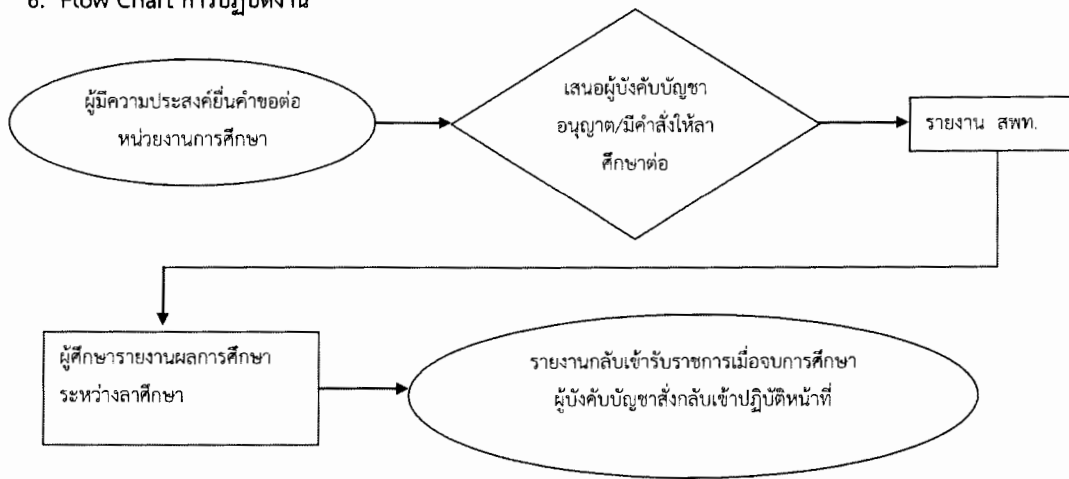 6. Flow Chart การปฏิบัติงาน
ผู้มีความประสงค์ยื่นคำขอต่อ
หน่วยงานการศึกษา
เสนอผู้บังคับบัญชา
อนุญาต/มีคำสั่งให้ลา
ศึกษาต่อ
รายงาน สพท.
ผู้ศึกษารายงานผลการศึกษา
ระหว่างลาศึกษา
รายงานกลับเข้ารับราชการเมื่อจบการศึกษา
ผู้บังคับบัญชาสั่งกลับเข้าปฏิบัติหน้าที่